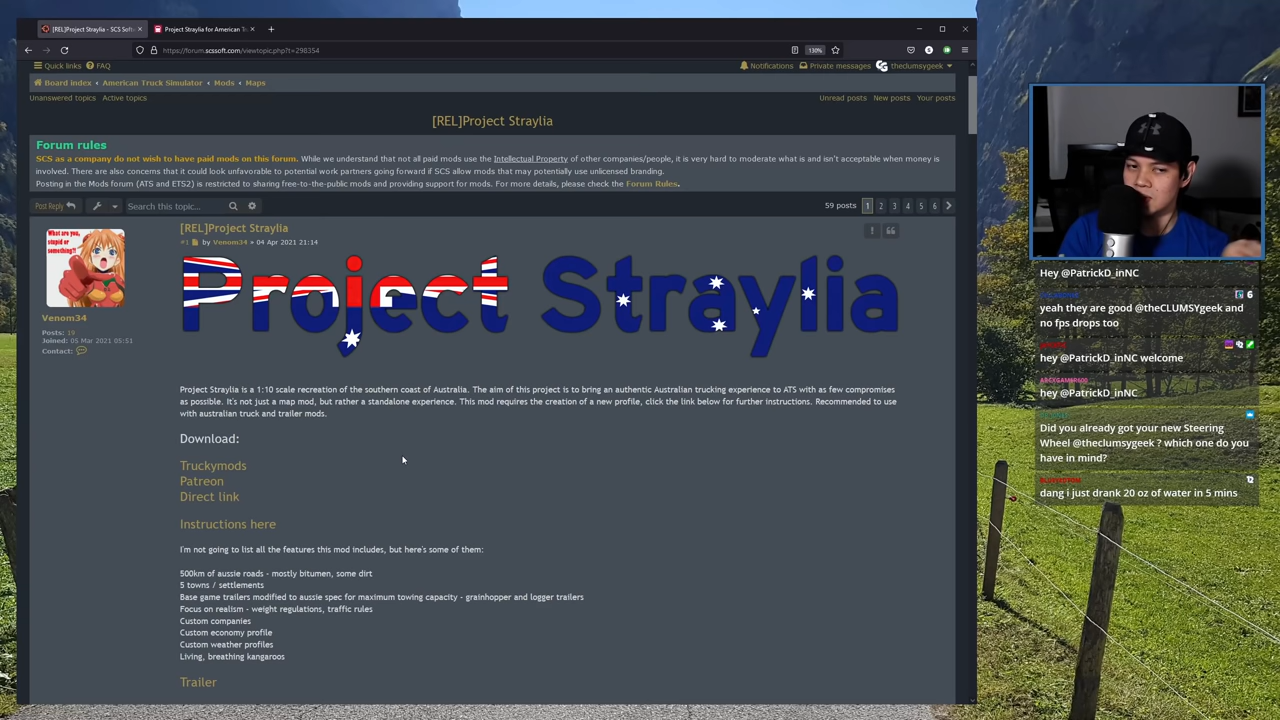 [REL]Project Straylia - SCS Soft
Project Straylia for American Tr
https://forum.scssoft.com/viewtopic.php?t=298354
130%
Quick links FAQ
Notifications Private messages theclumsygeek
Board index ‹ American Truck Simulator ‹ Mods ‹ Maps
Unanswered topics Active topics
Unread posts New posts Your posts
[REL]Project Straylia
Forum rules
SCS as a company do not wish to have paid mods on this forum. While we understand that not all paid mods use the Intellectual Property of other companies/people, it is very hard to moderate what is and isn't acceptable when money is
involved. There are also concerns that it could look unfavorable to potential work partners going forward if SCS allow mods that may potentially use unlicensed branding.
Posting in the Mods forum (ATS and ETS2) is restricted to sharing free-to-the-public mods and providing support for mods. For more details, please check the Forum Rules.
Post Reply
Search this topic...
59 posts 1 2 3 4 5 6
What are you,
stupid or
something?!
Venom34
Posts: 19
Joined: 05 Mar 2021 05:51
Contact:
[REL]Project Straylia
#1 by Venom34 » 04 Apr 2021 21:14
Project Straylia
Project Straylia is a 1:10 scale recreation of the southern coast of Australia. The aim of this project is to bring an authentic Australian trucking experience to ATS with as few compromises
as possible. It's not just a map mod, but rather a standalone experience. This mod requires the creation of a new profile, click the link below for further instructions. Recommended to use
with australian truck and trailer mods.
Download:
Truckymods
Patreon
Direct link
Instructions here
I'm not going to list all the features this mod includes, but here's some of them:
500km of aussie roads - mostly bitumen, some dirt
5 towns / settlements
Base game trailers modified to aussie spec for maximum towing capacity - grainhopper and logger trailers
Focus on realism - weight regulations, traffic rules
Custom companies
Custom economy profile
Custom weather profiles
Living, breathing kangaroos
Trailer
Hey @PatrickD_inNC
6
yeah they are good @theCLUMSYgeek and
no fps drops too
hey @PatrickD_inNC welcome
hey @PatrickD_inNC
Did you already got your new Steering
Wheel @theclumsygeek ? which one do you
have in mind?
dang i just drank 20 oz of water in 5 mins